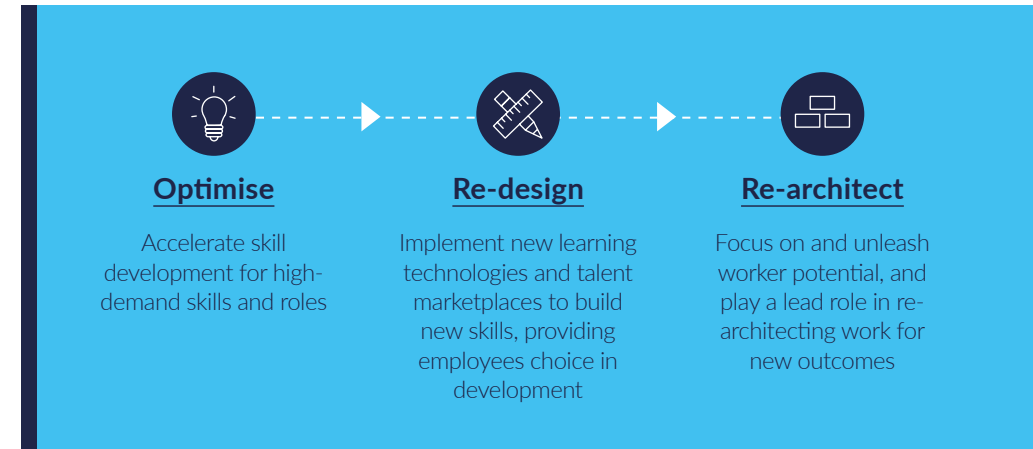 Optimise
Accelerate skill
development for high-
demand skills and roles
Re-design
Implement new learning
technologies and talent
marketplaces to build
new skills, providing
employees choice in
development
Re-architect
Focus on and unleash
worker potential, and
play a lead role in re-
architecting work for
new outcomes